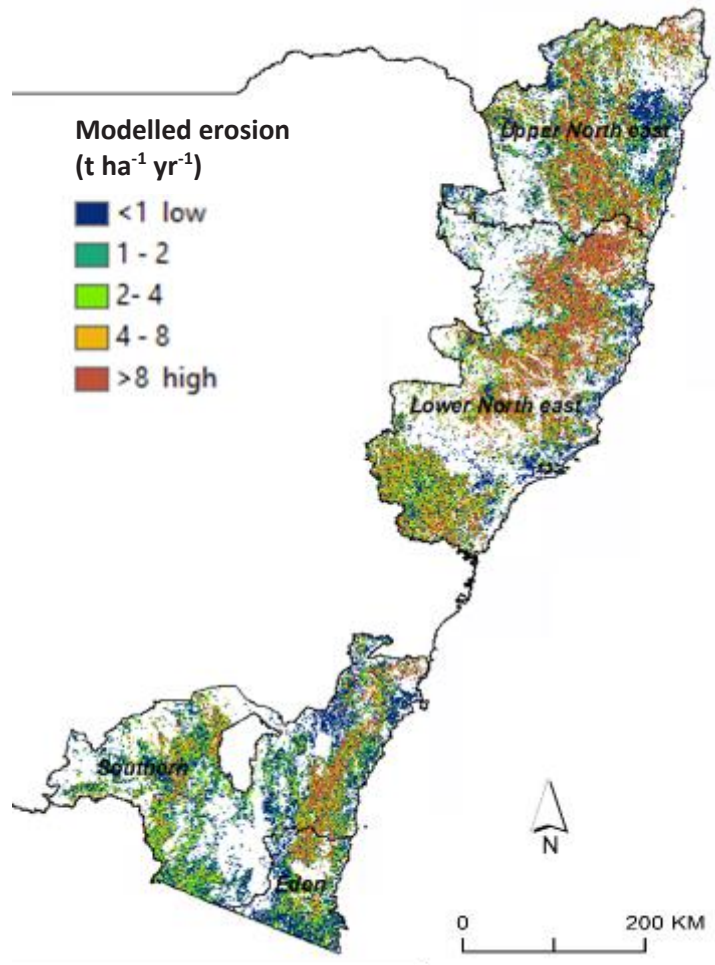 Modelled erosion
(t ha⁻¹ yr⁻¹)
<1 low
1 - 2
2- 4
4 - 8
>8 high
Upper North east
Lower North east
Southern
Eden
N
0 200 KM